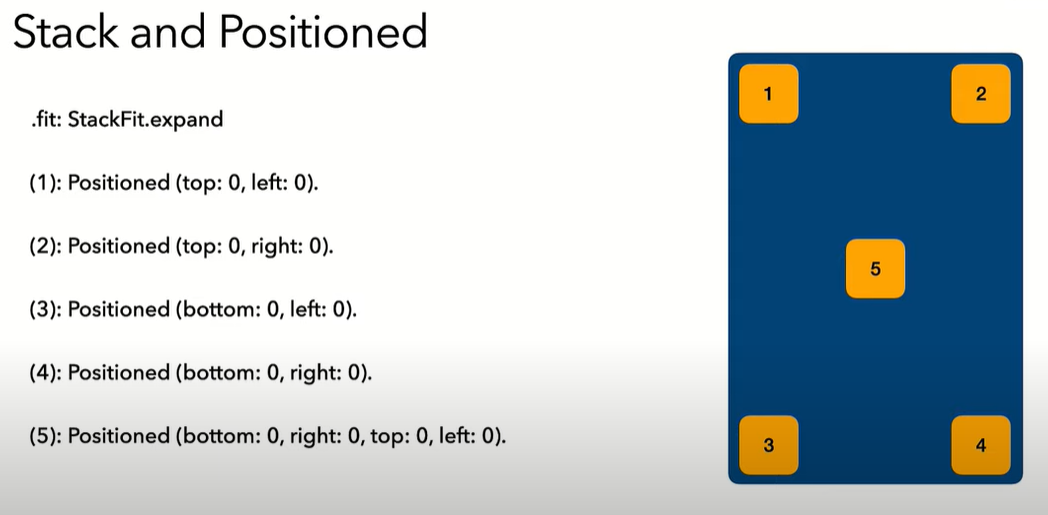 Stack and Positioned
.fit: StackFit.expand
(1): Positioned (top: 0, left: 0).
(2): Positioned (top: 0, right: 0).
(3): Positioned (bottom: 0, left: 0).
(4): Positioned (bottom: 0, right: 0).
(5): Positioned (bottom: 0, right: 0, top: 0, left: 0).
1
2
5
3
4